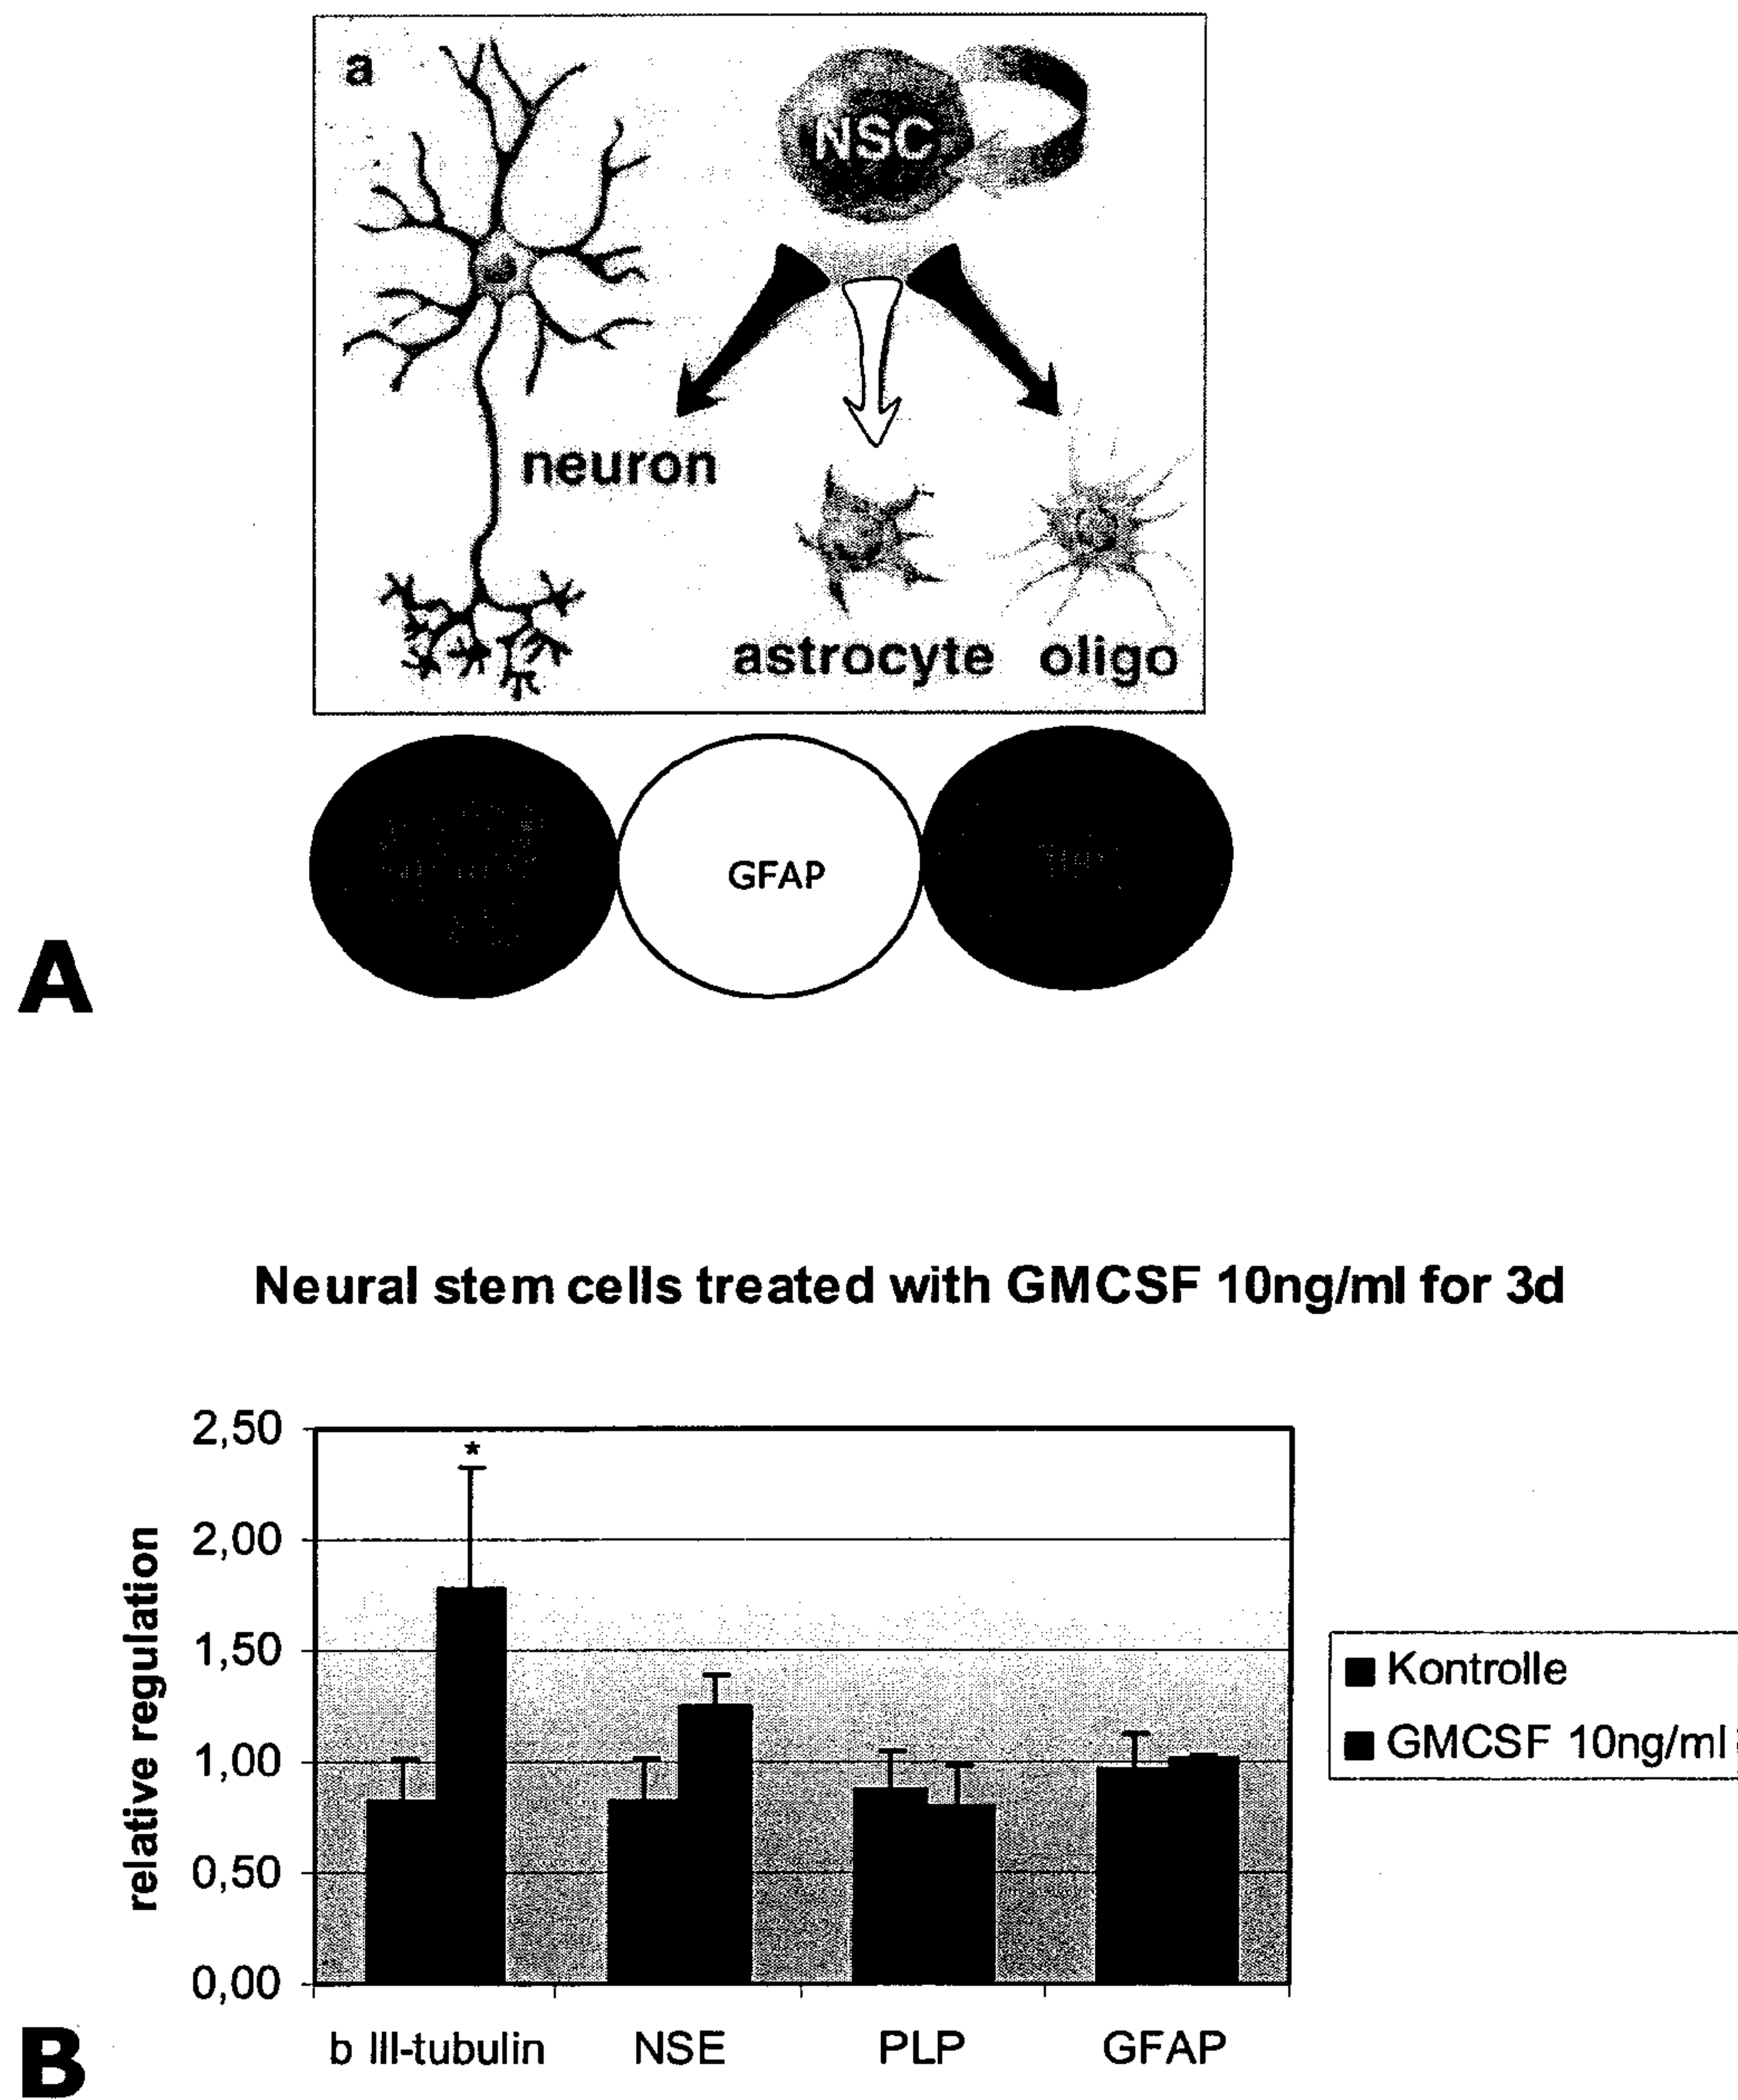 a
NSC
neuron
astrocyte oligo
GFAP
A
Neural stem cells treated with GMCSF 10ng/ml for 3d
relative regulation
2,50
2,00
1,50
1,00
0,50
0,00
*
b III-tubulin NSE PLP GFAP
Kontrolle
GMCSF 10ng/ml
B